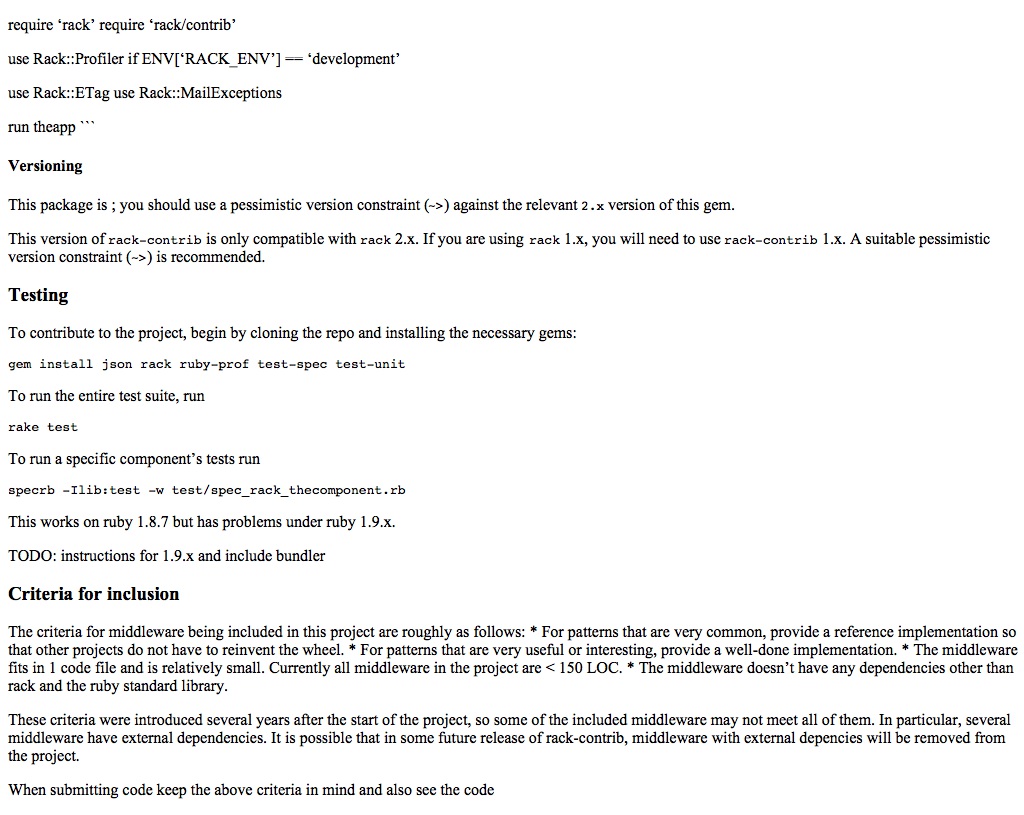 require ‘rack’ require ‘rack/contrib’
use Rack::Profiler if ENV[‘RACK_ENV’] == ‘development’
use Rack::ETag use Rack::MailExceptions
run theapp ```
Versioning
This package is ; you should use a pessimistic version constraint (~>) against the relevant 2.x version of this gem.
This version of rack-contrib is only compatible with rack 2.x. If you are using rack 1.x, you will need to use rack-contrib 1.x. A suitable pessimistic
version constraint (~>) is recommended.
Testing
To contribute to the project, begin by cloning the repo and installing the necessary gems:
gem install json rack ruby-prof test-spec test-unit
To run the entire test suite, run
rake test
To run a specific component’s tests run
specrb -Ilib:test -w test/spec_rack_thecomponent.rb
This works on ruby 1.8.7 but has problems under ruby 1.9.x.
TODO: instructions for 1.9.x and include bundler
Criteria for inclusion
The criteria for middleware being included in this project are roughly as follows: * For patterns that are very common, provide a reference implementation so
that other projects do not have to reinvent the wheel. * For patterns that are very useful or interesting, provide a well-done implementation. * The middleware
fits in 1 code file and is relatively small. Currently all middleware in the project are < 150 LOC. * The middleware doesn’t have any dependencies other than
rack and the ruby standard library.
These criteria were introduced several years after the start of the project, so some of the included middleware may not meet all of them. In particular, several
middleware have external dependencies. It is possible that in some future release of rack-contrib, middleware with external depencies will be removed from
the project.
When submitting code keep the above criteria in mind and also see the code